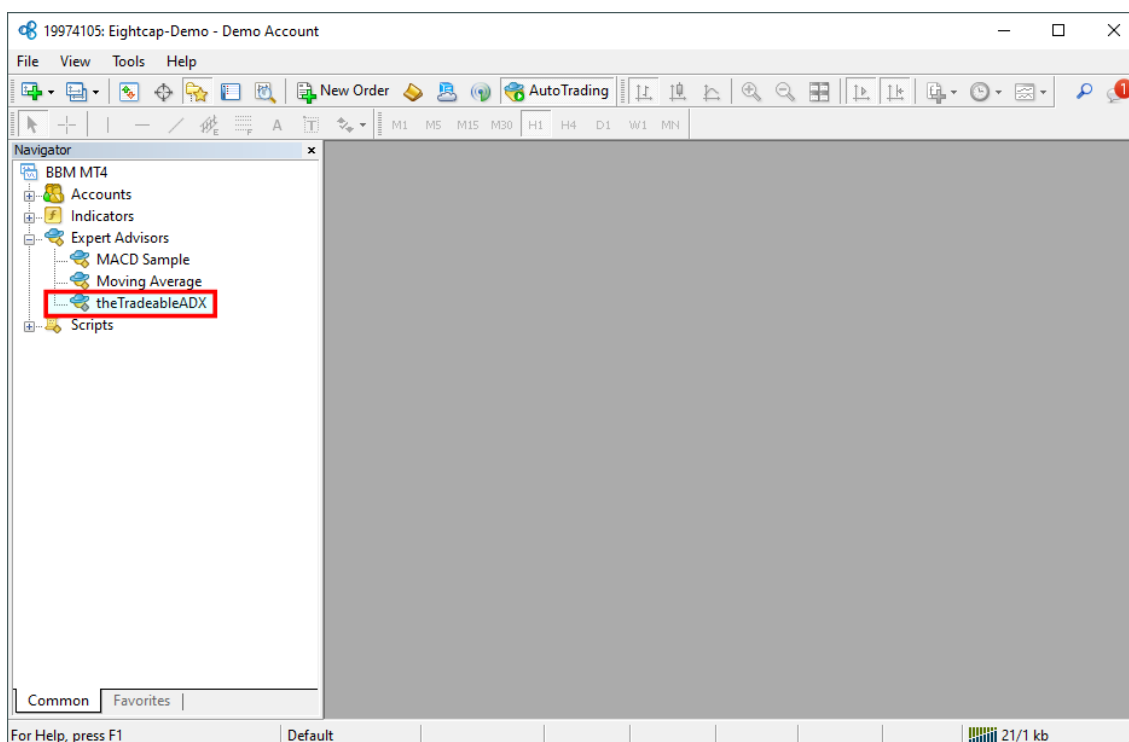 19974105: Eightcap-Demo - Demo Account
File View Tools Help
New Order AutoTrading 1
E F A T M1 M5 M15 M30 H1 H4 D1 W1 MN
Navigator
BBM MT4
Accounts
Indicators
Expert Advisors
MACD Sample
Moving Average
theTradeableADX
Scripts
Common Favorites
For Help, press F1 Default 21/1 kb